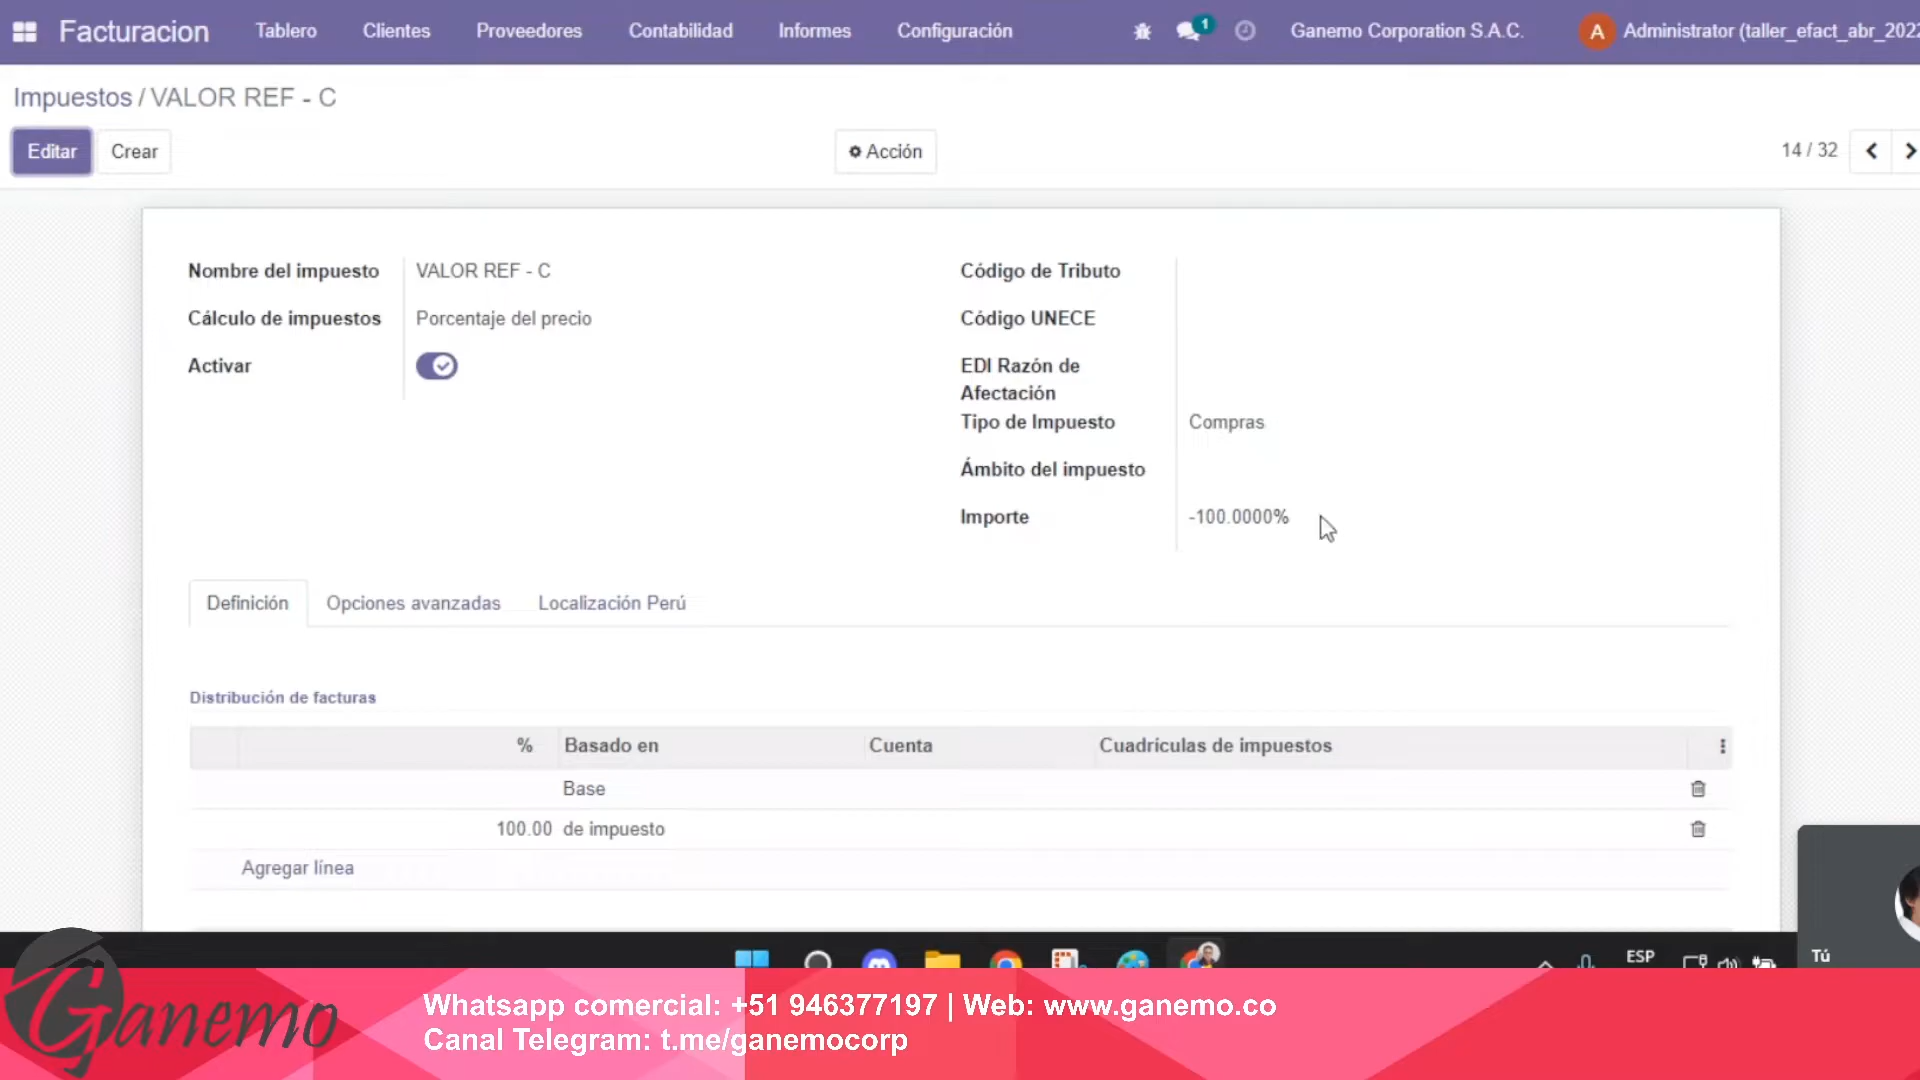 Facturacion Tablero Clientes Proveedores Contabilidad Informes Configuración 1 Ganemo Corporation S.A.C. A Administrator (taller_efact_abr_2022
Impuestos / VALOR REF - C
Editar Crear Acción 14 / 32
Nombre del impuesto VALOR REF - C Código de Tributo
Cálculo de impuestos Porcentaje del precio Código UNECE
Activar EDI Razón de
Afectación
Tipo de Impuesto Compras
Ámbito del impuesto
Importe -100.0000%
Definición Opciones avanzadas Localización Perú
Distribución de facturas
% Basado en Cuenta Cuadrículas de impuestos
Base
100.00 de impuesto
Agregar línea
ESP Tú
Ganemo
Whatsapp comercial: +51 946377197 | Web: www.ganemo.co
Canal Telegram: t.me/ganemocorp